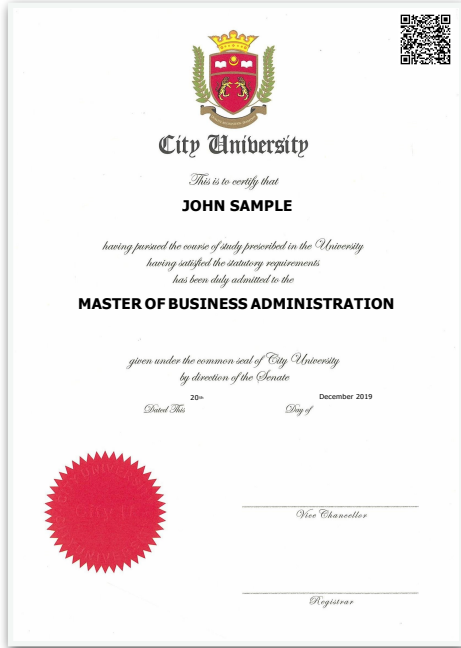 City University
This is to certify that
JOHN SAMPLE
having pursued the course of study prescribed in the University
having satisfied the statutory requirements
has been duly admitted to the
MASTER OF BUSINESS ADMINISTRATION
given under the common seal of City University
by direction of the Senate
20th December 2019
Dated This Day of
Vice Chancellor
Registrar